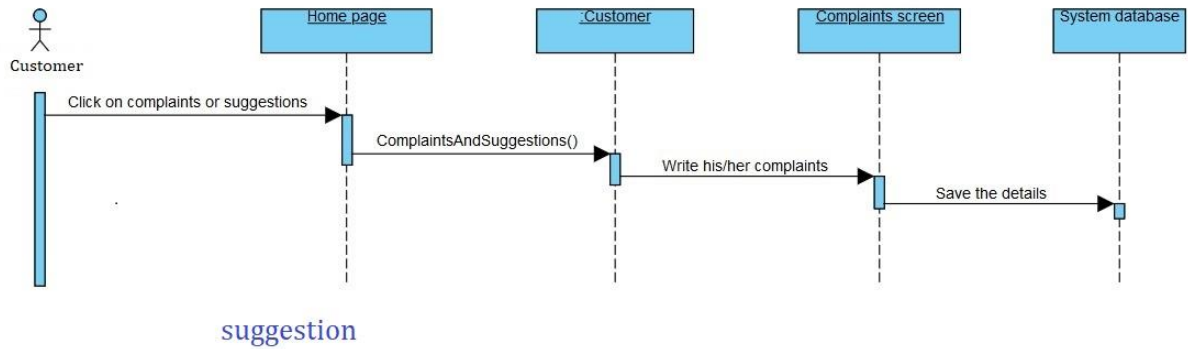 Home page
:Customer
Complaints screen
System database
Customer
Click on complaints or suggestions
ComplaintsAndSuggestions()
Write his/her complaints
Save the details
suggestion